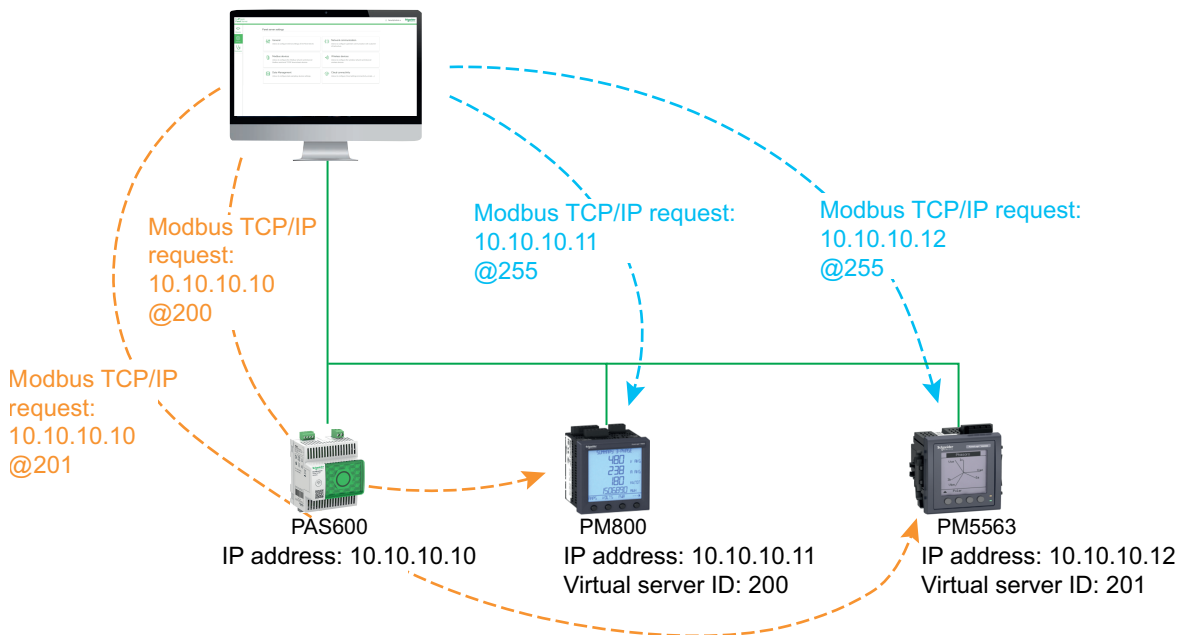 Modbus TCP/IP
request:
10.10.10.10
@200
Modbus TCP/IP request:
10.10.10.11
@255
Modbus TCP/IP request:
10.10.10.12
@255
Modbus TCP/IP
request:
10.10.10.10
@201
PAS600
IP address: 10.10.10.10
PM800
IP address: 10.10.10.11
Virtual server ID: 200
PM5563
IP address: 10.10.10.12
Virtual server ID: 201